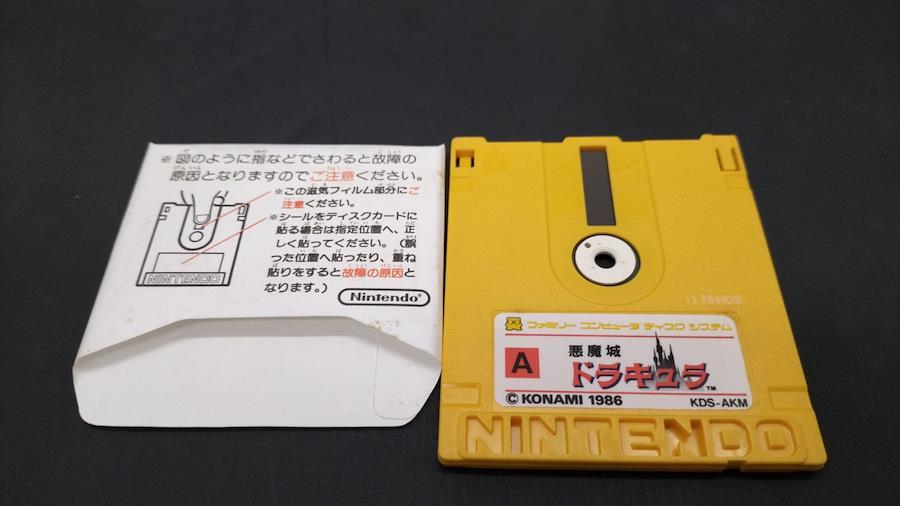 ※図のように指などでさわると故障の
原因となりますのでご注意ください。
※この磁気フィルム部分にご
注意ください。
※シールをディスクカードに
貼る場合は指定位置へ、正
しく貼ってください。(誤
った位置へ貼ったり、重ね
貼りをすると故障の原因と
なります。)
NINTENDO
Nintendo®
1176H03
ファミリー コンピュータ ディスク システム
A
悪魔城
ドラキュラ™
© KONAMI 1986
KDS-AKM
NINTENDO